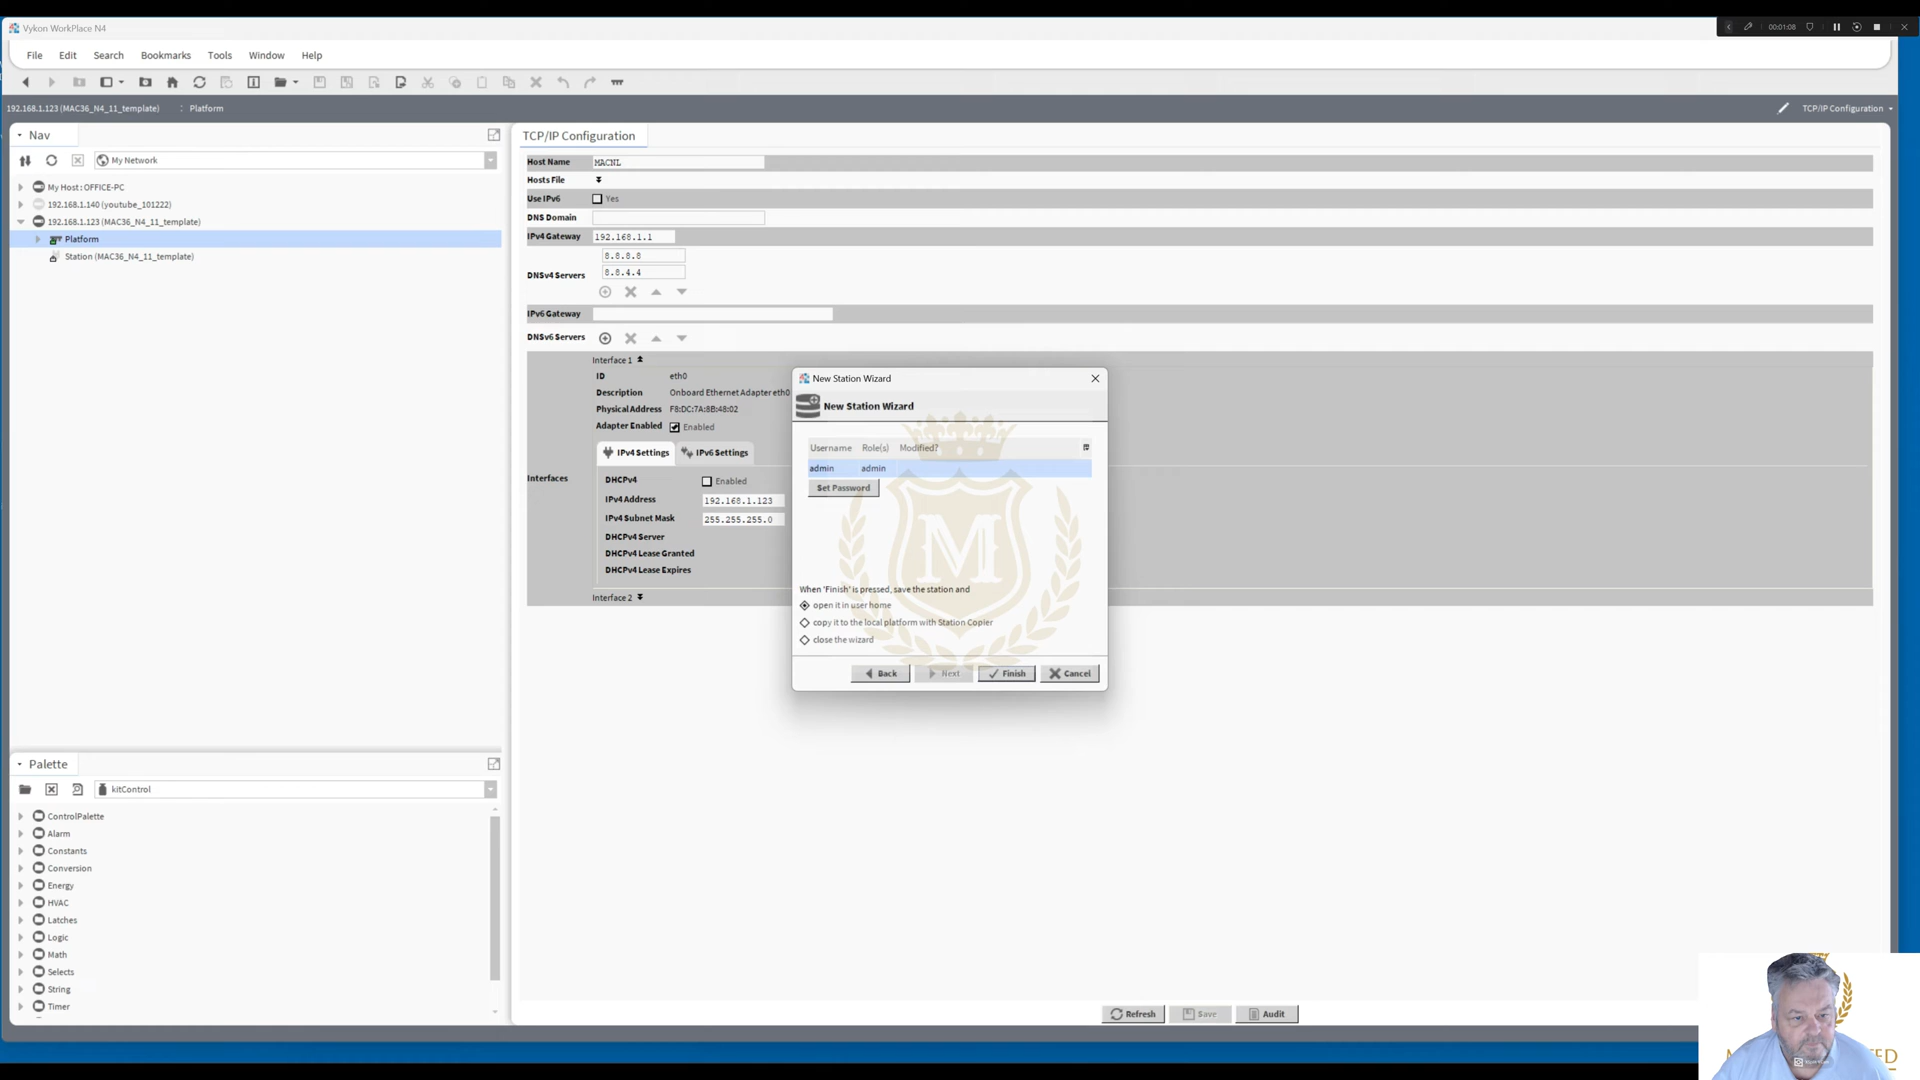 Vykon WorkPlace N4
00:01:08
File Edit Search Bookmarks Tools Window Help
192.168.1.123 (MAC36_N4_11_template) : Platform
TCP/IP Configuration
Nav
My Network
My Host : OFFICE-PC
192.168.1.140 (youtube_101222)
192.168.1.123 (MAC36_N4_11_template)
Platform
Station (MAC36_N4_11_template)
Palette
kitControl
ControlPalette
Alarm
Constants
Conversion
Energy
HVAC
Latches
Logic
Math
Selects
String
Timer
TCP/IP Configuration
Host Name MACNL
Hosts File
Use IPv6 Yes
DNS Domain
IPv4 Gateway 192.168.1.1
DNSv4 Servers
8.8.8.8
8.8.4.4
IPv6 Gateway
DNSv6 Servers
Interfaces
Interface 1
ID eth0
Description Onboard Ethernet Adapter eth0
Physical Address F8:DC:7A:8B:48:02
Adapter Enabled Enabled
IPv4 Settings IPv6 Settings
DHCPv4 Enabled
IPv4 Address 192.168.1.123
IPv4 Subnet Mask 255.255.255.0
DHCPv4 Server
DHCPv4 Lease Granted
DHCPv4 Lease Expires
Interface 2
New Station Wizard
New Station Wizard
Username Role(s) Modified?
admin admin
Set Password
M
When 'Finish' is pressed, save the station and
open it in user home
copy it to the local platform with Station Copier
close the wizard
Back Next Finish Cancel
Refresh Save Audit